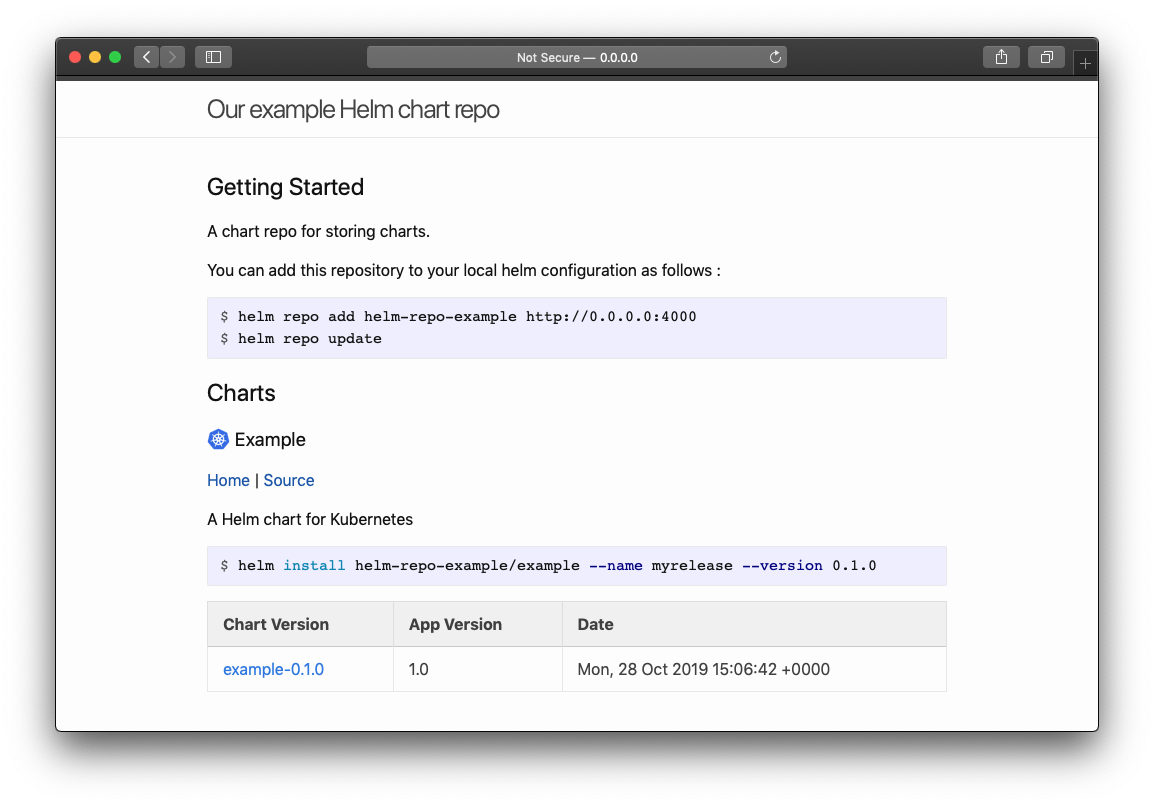 Not Secure — 0.0.0.0
Our example Helm chart repo
Getting Started
A chart repo for storing charts.
You can add this repository to your local helm configuration as follows :
$ helm repo add helm-repo-example http://0.0.0.0:4000
$ helm repo update
Charts
Example
Home | Source
A Helm chart for Kubernetes
$ helm install helm-repo-example/example --name myrelease --version 0.1.0
Chart Version App Version Date
example-0.1.0 1.0 Mon, 28 Oct 2019 15:06:42 +0000